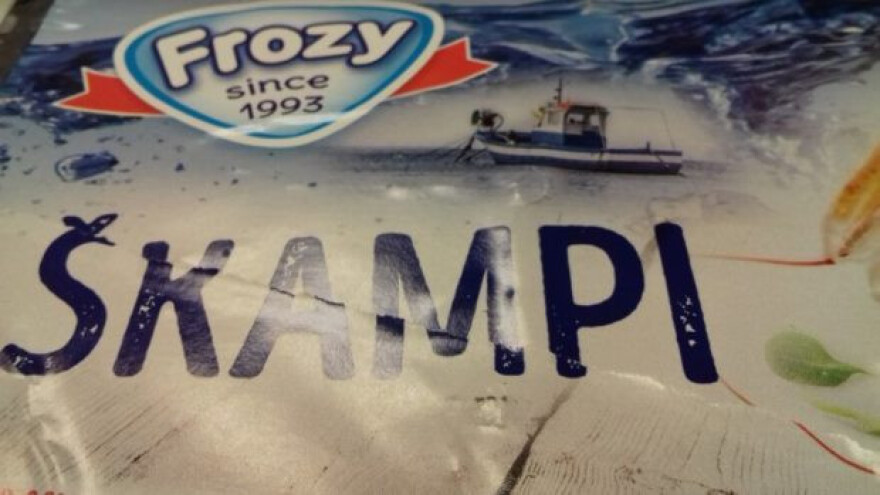 Frozy
since
1993
ŠKAMPI